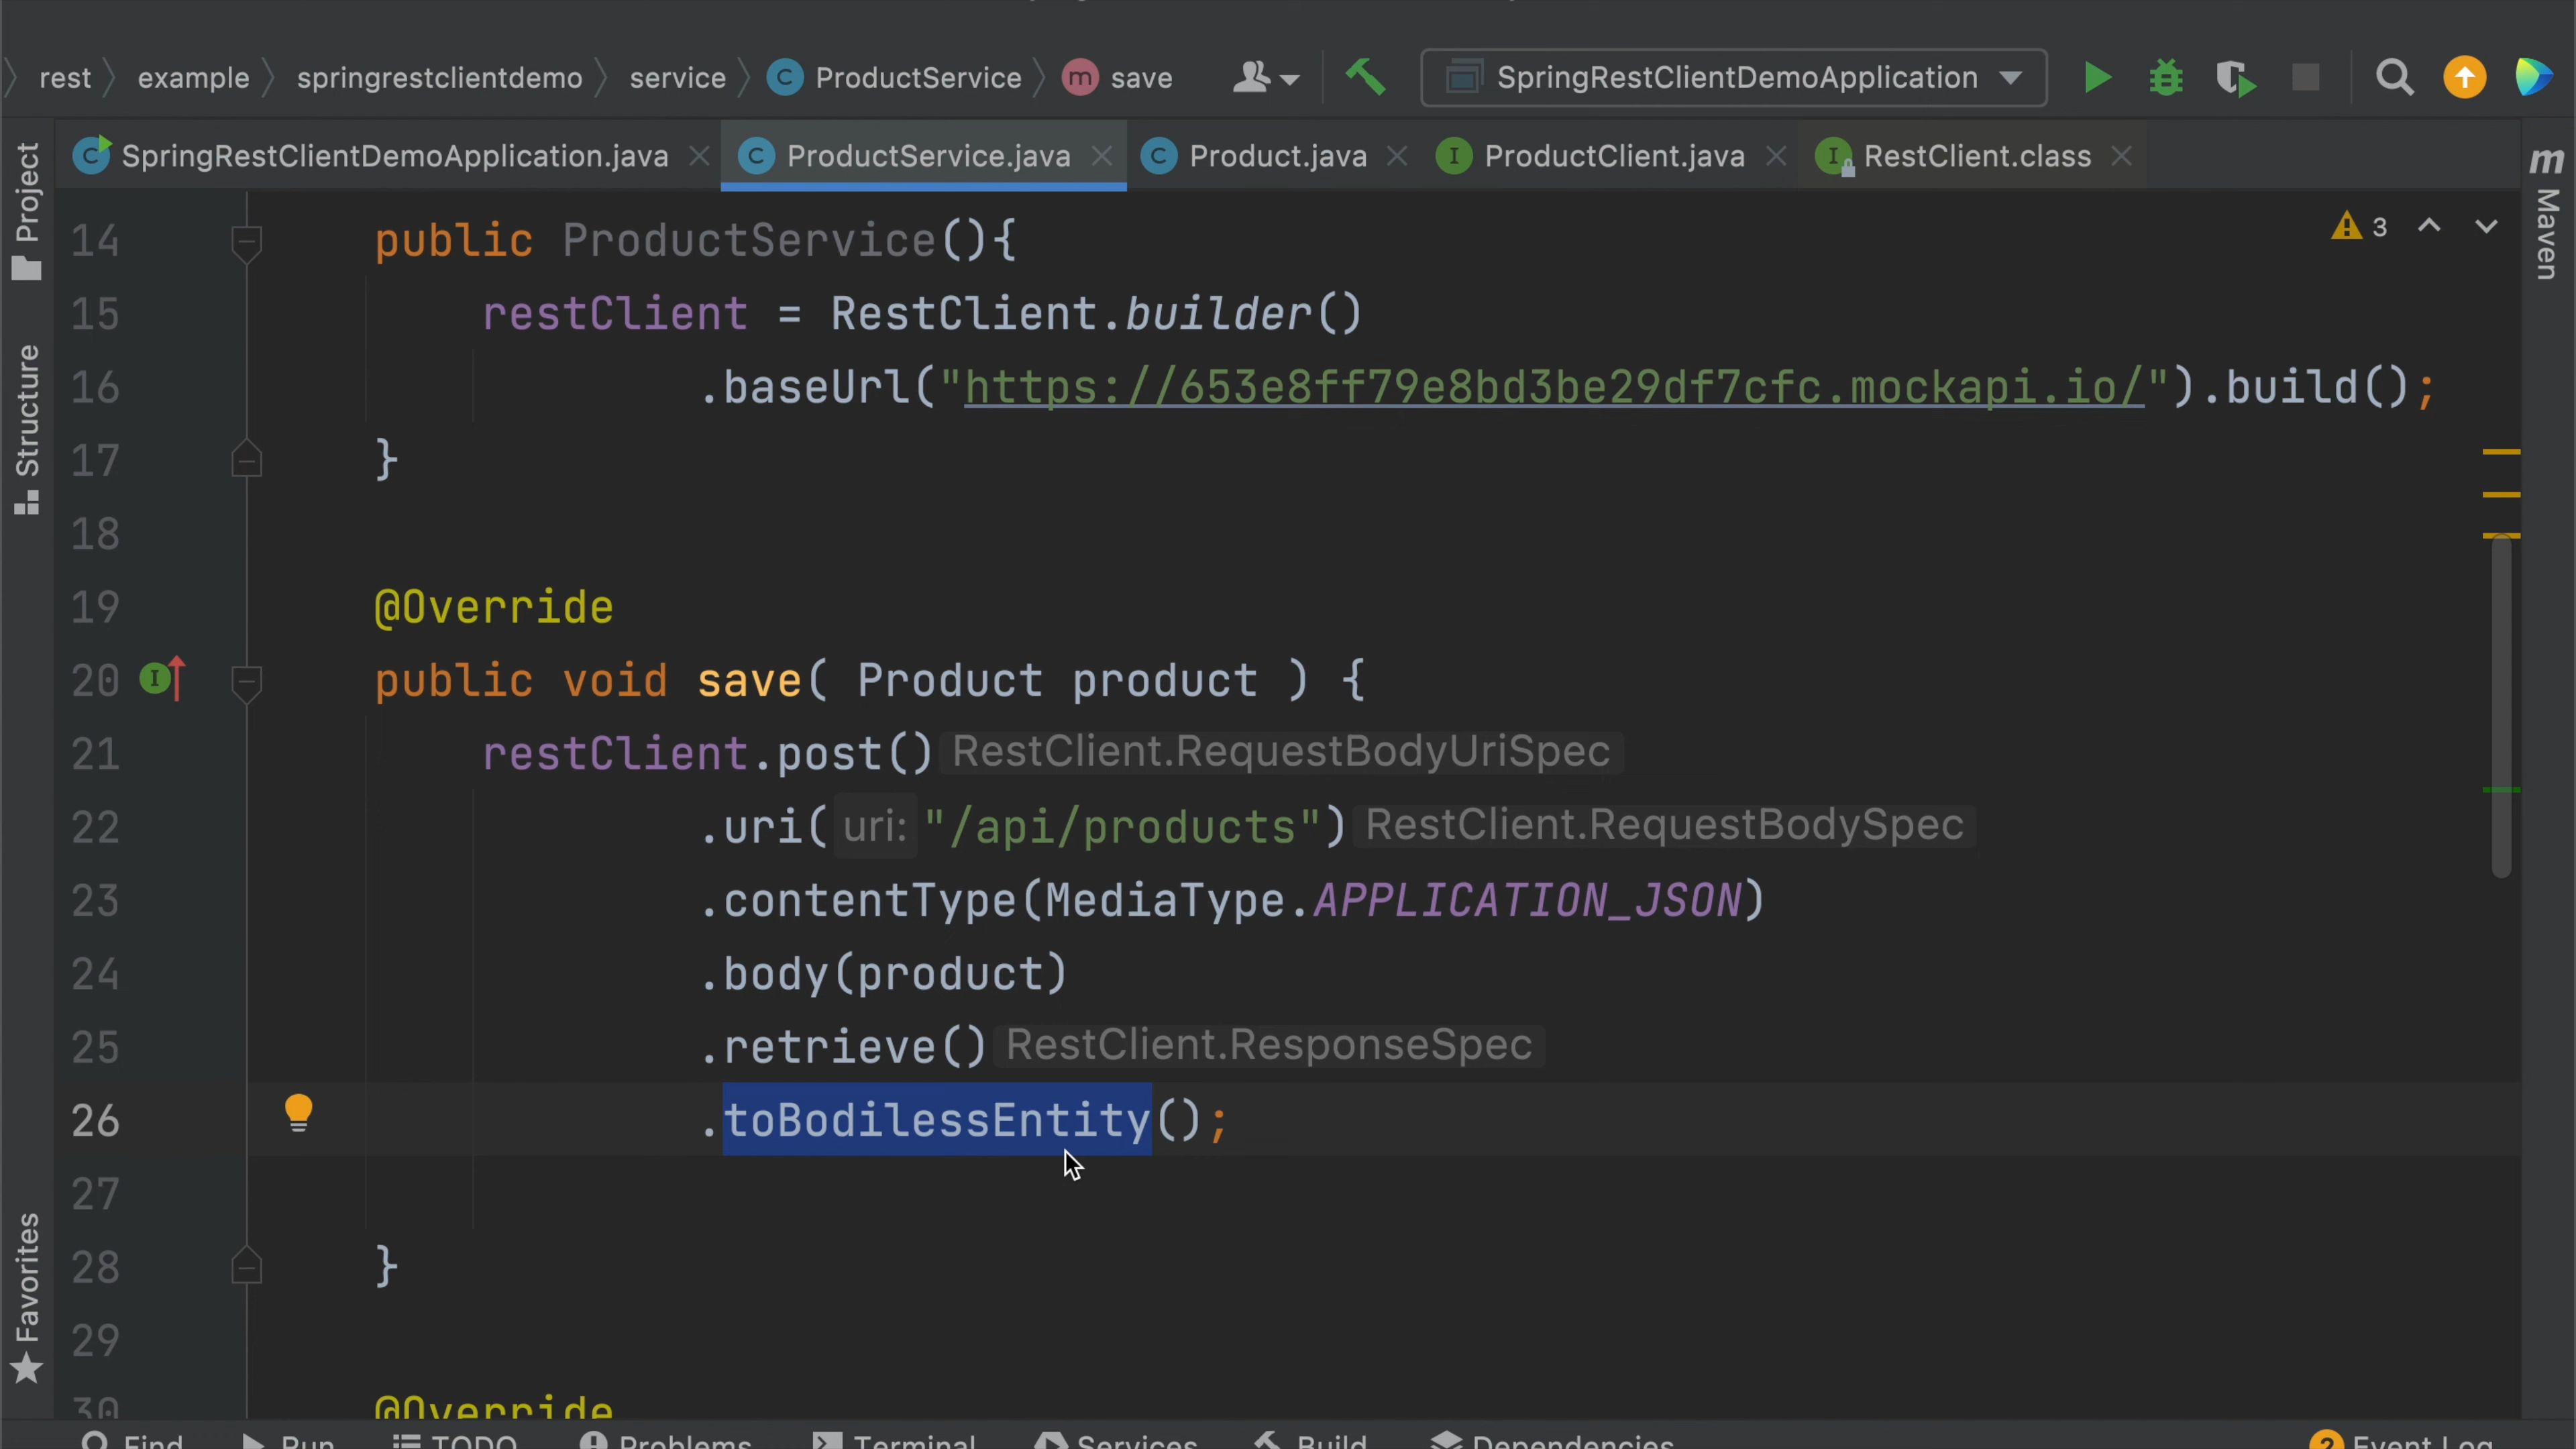 rest example springrestclientdemo service C ProductService m save SpringRestClientDemoApplication
C SpringRestClientDemoApplication.java C ProductService.java C Product.java I ProductClient.java I RestClient.class
Project
Structure
Favorites
m Maven
3
14 public ProductService(){
15 restClient = RestClient.builder()
16 .baseUrl("https://653e8ff79e8bd3be29df7cfc.mockapi.io/").build();
17 }
18
19 @Override
20 I public void save( Product product ) {
21 restClient.post() RestClient.RequestBodyUriSpec
22 .uri( uri: "/api/products") RestClient.RequestBodySpec
23 .contentType(MediaType.APPLICATION_JSON)
24 .body(product)
25 .retrieve() RestClient.ResponseSpec
26 .toBodilessEntity();
27
28 }
29
30 @Override
Find Run TODO Problems Terminal Services Build Dependencies 2 Event Log